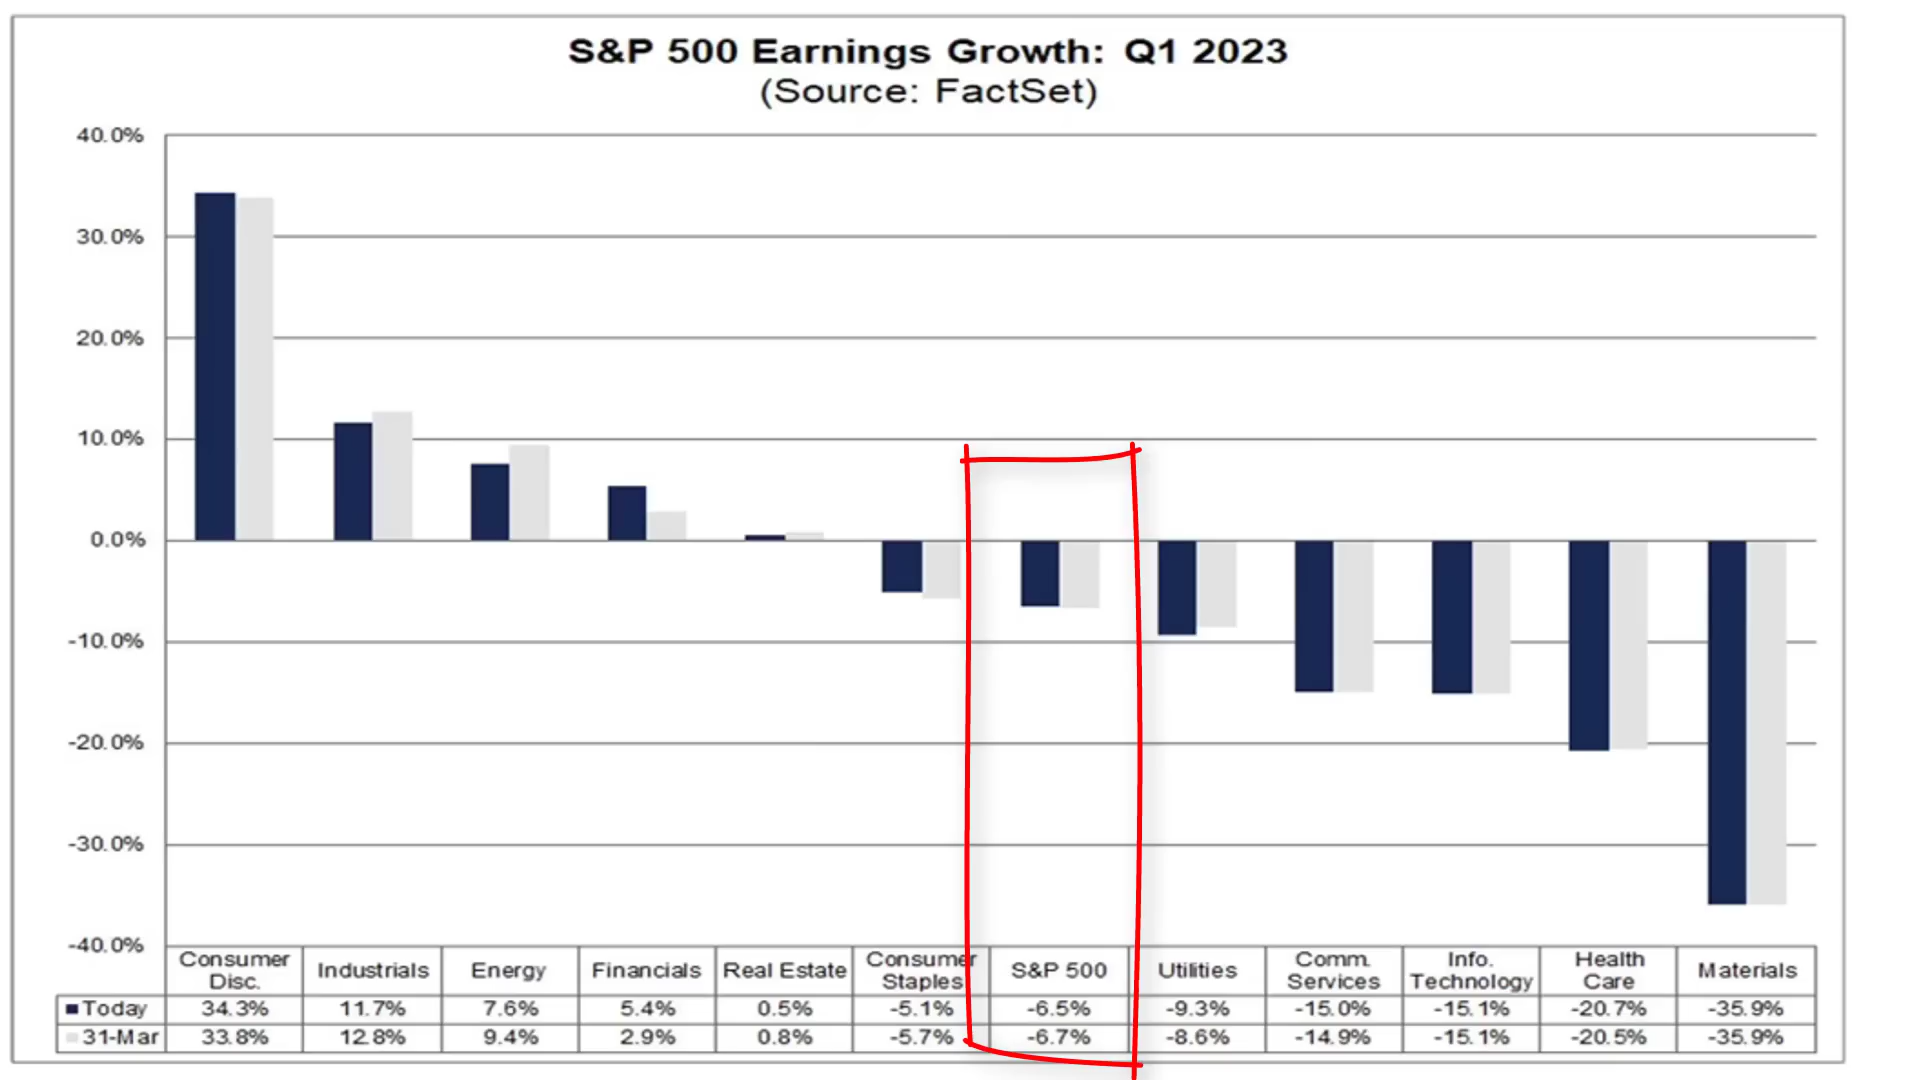 S&P 500 Earnings Growth: Q1 2023
(Source: FactSet)
40.0%
30.0%
20.0%
10.0%
0.0%
-10.0%
-20.0%
-30.0%
-40.0%
Consumer Disc. Industrials Energy Financials Real Estate Consumer Staples S&P 500 Utilities Comm. Services Info. Technology Health Care Materials
Today 34.3% 11.7% 7.6% 5.4% 0.5% -5.1% -6.5% -9.3% -15.0% -15.1% -20.7% -35.9%
31-Mar 33.8% 12.8% 9.4% 2.9% 0.8% -5.7% -6.7% -8.6% -14.9% -15.1% -20.5% -35.9%